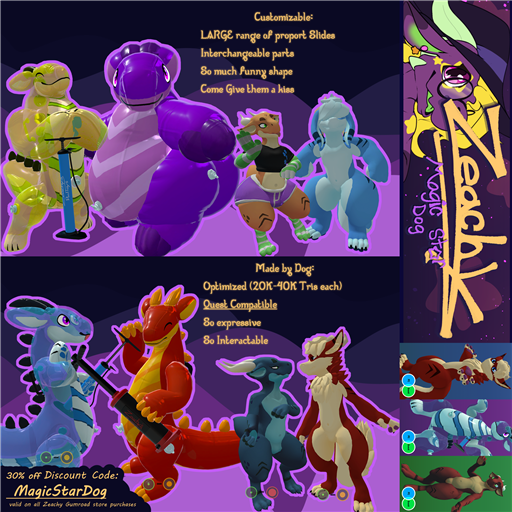 Customizable:
LARGE range of proport Slides
Interchangeable parts
So much funny shape
Come Give them a kiss
Zeachy
Magic Star
Dog
Made by Dog:
Optimized (20K-40K Tris each)
Quest Compatible
So expressive
So Interactable
30% off Discount Code:
MagicStarDog
valid on all Zeachy Gumroad store purchases